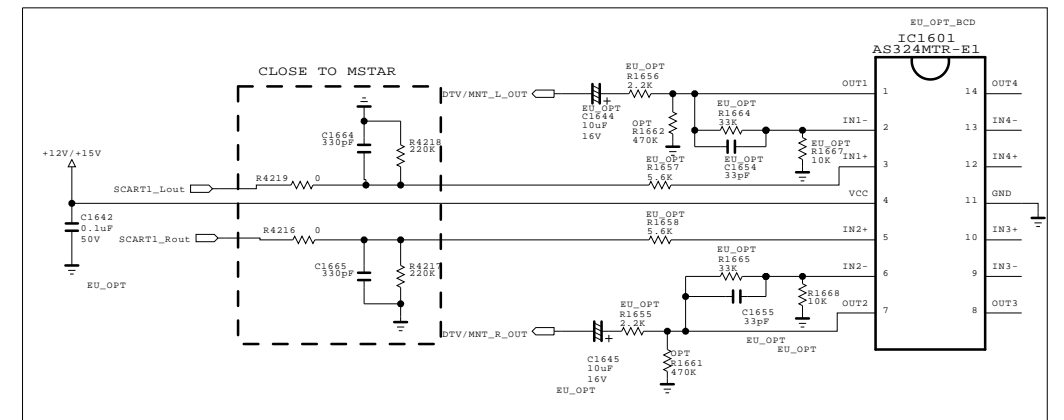 EU_OPT_BCD
IC1601
AS324MTR-E1
CLOSE TO MSTAR
DTV/MNT_L_OUT
EU_OPT
C1644
10uF
16V
EU_OPT
R1656
2.2K
OPT
R1662
470K
EU_OPT
R1664
33K
EU_OPT
C1654
33pF
EU_OPT
R1667
10K
EU_OPT
R1657
5.6K
+12V/+15V
C1664
330pF
R4218
220K
SCART1_Lout
R4219
0
C1642
0.1uF
50V
EU_OPT
SCART1_Rout
R4216
0
C1665
330pF
R4217
220K
EU_OPT
R1658
5.6K
EU_OPT
R1665
33K
C1655
33pF
EU_OPT
R1668
10K
EU_OPT
DTV/MNT_R_OUT
EU_OPT
R1655
2.2K
C1645
10uF
16V
EU_OPT
OPT
R1661
470K
OUT1
1
14
OUT4
IN1-
2
13
IN4-
IN1+
3
12
IN4+
VCC
4
11
GND
IN2+
5
10
IN3+
IN2-
6
9
IN3-
OUT2
7
8
OUT3